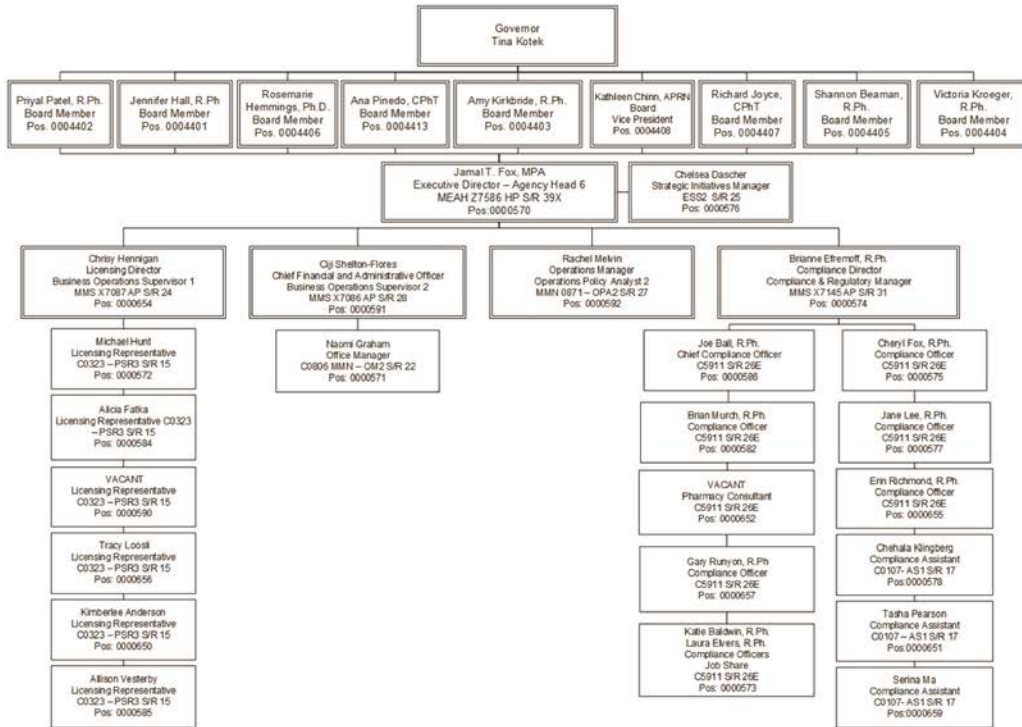 Governor
Tina Kotek
Priyal Patel, R.Ph.
Board Member
Pos. 0004402
Jennifer Hall, R.Ph
Board Member
Pos. 0004401
Rosemarie
Hemmings, Ph.D.
Board Member
Pos. 0004406
Ana Pinedo, CPhT
Board Member
Pos. 0004413
Amy Kirkbride, R.Ph.
Board Member
Pos. 0004403
Kathleen Chinn, APRN
Board
Vice President
Pos. 0004408
Richard Joyce,
CPhT
Board Member
Pos. 0004407
Shannon Beaman,
R.Ph.
Board Member
Pos. 0004405
Victoria Kroeger,
R.Ph.
Board Member
Pos. 0004404
Jamal T. Fox, MPA
Executive Director – Agency Head 6
MEAH Z7586 HP S/R 39X
Pos:0000570
Chelsea Dascher
Strategic Initiatives Manager
ESS2 S/R 25
Pos: 0000576
Chrisy Hennigan
Licensing Director
Business Operations Supervisor 1
MMS X7087 AP S/R 24
Pos: 0000654
Ciji Shelton-Flores
Chief Financial and Administrative Officer
Business Operations Supervisor 2
MMS X7086 AP S/R 28
Pos: 0000591
Rachel Melvin
Operations Manager
Operations Policy Analyst 2
MMN 0871 – OPA2 S/R 27
Pos: 0000592
Brianne Efremoff, R.Ph.
Compliance Director
Compliance & Regulatory Manager
MMS X7145 AP S/R 31
Pos: 0000574
Michael Hunt
Licensing Representative
C0323 – PSR3 S/R 15
Pos: 0000572
Alicia Fatka
Licensing Representative C0323
– PSR3 S/R 15
Pos: 0000584
VACANT
Licensing Representative
C0323 – PSR3 S/R 15
Pos: 0000590
Tracy Loosli
Licensing Representative
C0323 – PSR3 S/R 15
Pos: 0000656
Kimberlee Anderson
Licensing Representative
C0323 – PSR3 S/R 15
Pos: 0000650
Allison Vesterby
Licensing Representative
C0323 – PSR3 S/R 15
Pos: 0000585
Naomi Graham
Office Manager
C0806 MMN – OM2 S/R 22
Pos: 0000571
Joe Ball, R.Ph.
Chief Compliance Officer
C5911 S/R 26E
Pos: 0000586
Brian Murch, R.Ph.
Compliance Officer
C5911 S/R 26E
Pos: 0000582
VACANT
Pharmacy Consultant
C5911 S/R 26E
Pos: 0000652
Gary Runyon, R.Ph
Compliance Officer
C5911 S/R 26E
Pos: 0000657
Katie Baldwin, R.Ph.
Laura Elvers, R.Ph.
Compliance Officers
Job Share
C5911 S/R 26E
Pos: 0000573
Cheryl Fox, R.Ph.
Compliance Officer
C5911 S/R 26E
Pos: 0000575
Jane Lee, R.Ph.
Compliance Officer
C5911 S/R 26E
Pos: 0000577
Erin Richmond, R.Ph.
Compliance Officer
C5911 S/R 26E
Pos: 0000655
Chehala Klingberg
Compliance Assistant
C0107- AS1 S/R 17
Pos:0000578
Tasha Pearson
Compliance Assistant
C0107 – AS1 S/R 17
Pos:0000651
Serina Ma
Compliance Assistant
C0107- AS1 S/R 17
Pos:0000659